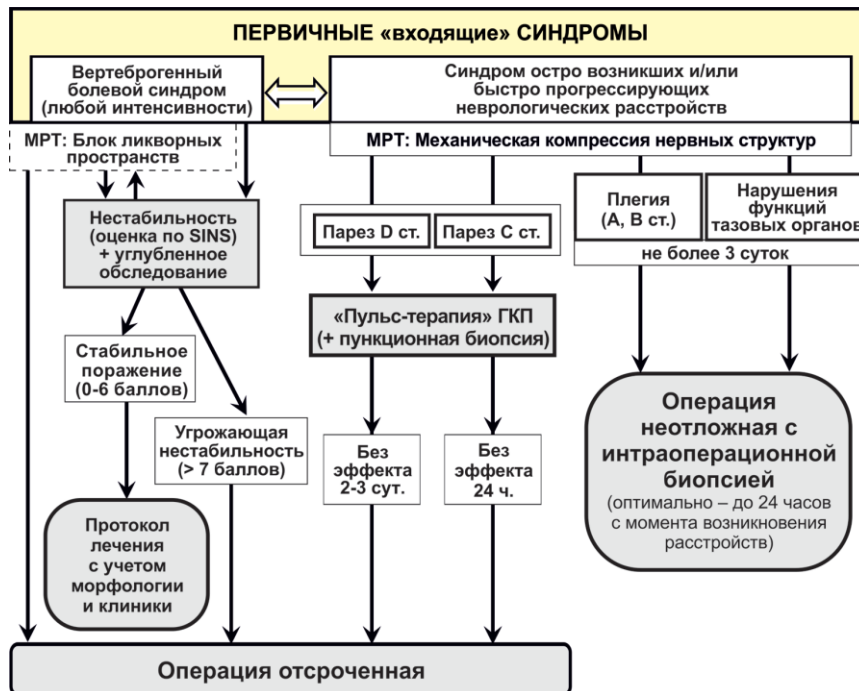 ПЕРВИЧНЫЕ «входящие» СИНДРОМЫ
Вертеброгенный
болевой синдром
(любой интенсивности)
Синдром остро возникших и/или
быстро прогрессирующих
неврологических расстройств
МРТ: Блок ликворных
пространств
МРТ: Механическая компрессия нервных структур
Нестабильность
(оценка по SINS)
+ углубленное
обследование
Парез D ст.
Парез C ст.
Плегия
(А, В ст.)
Нарушения
функций
тазовых органов
не более 3 суток
«Пульс-терапия» ГКП
(+ пункционная биопсия)
Стабильное
поражение
(0-6 баллов)
Угрожающая
нестабильность
(> 7 баллов)
Без
эффекта
2-3 сут.
Без
эффекта
24 ч.
Операция
неотложная с
интраоперационной
биопсией
(оптимально – до 24 часов
с момента возникновения
расстройств)
Протокол
лечения
с учетом
морфологии
и клиники
Операция отсроченная